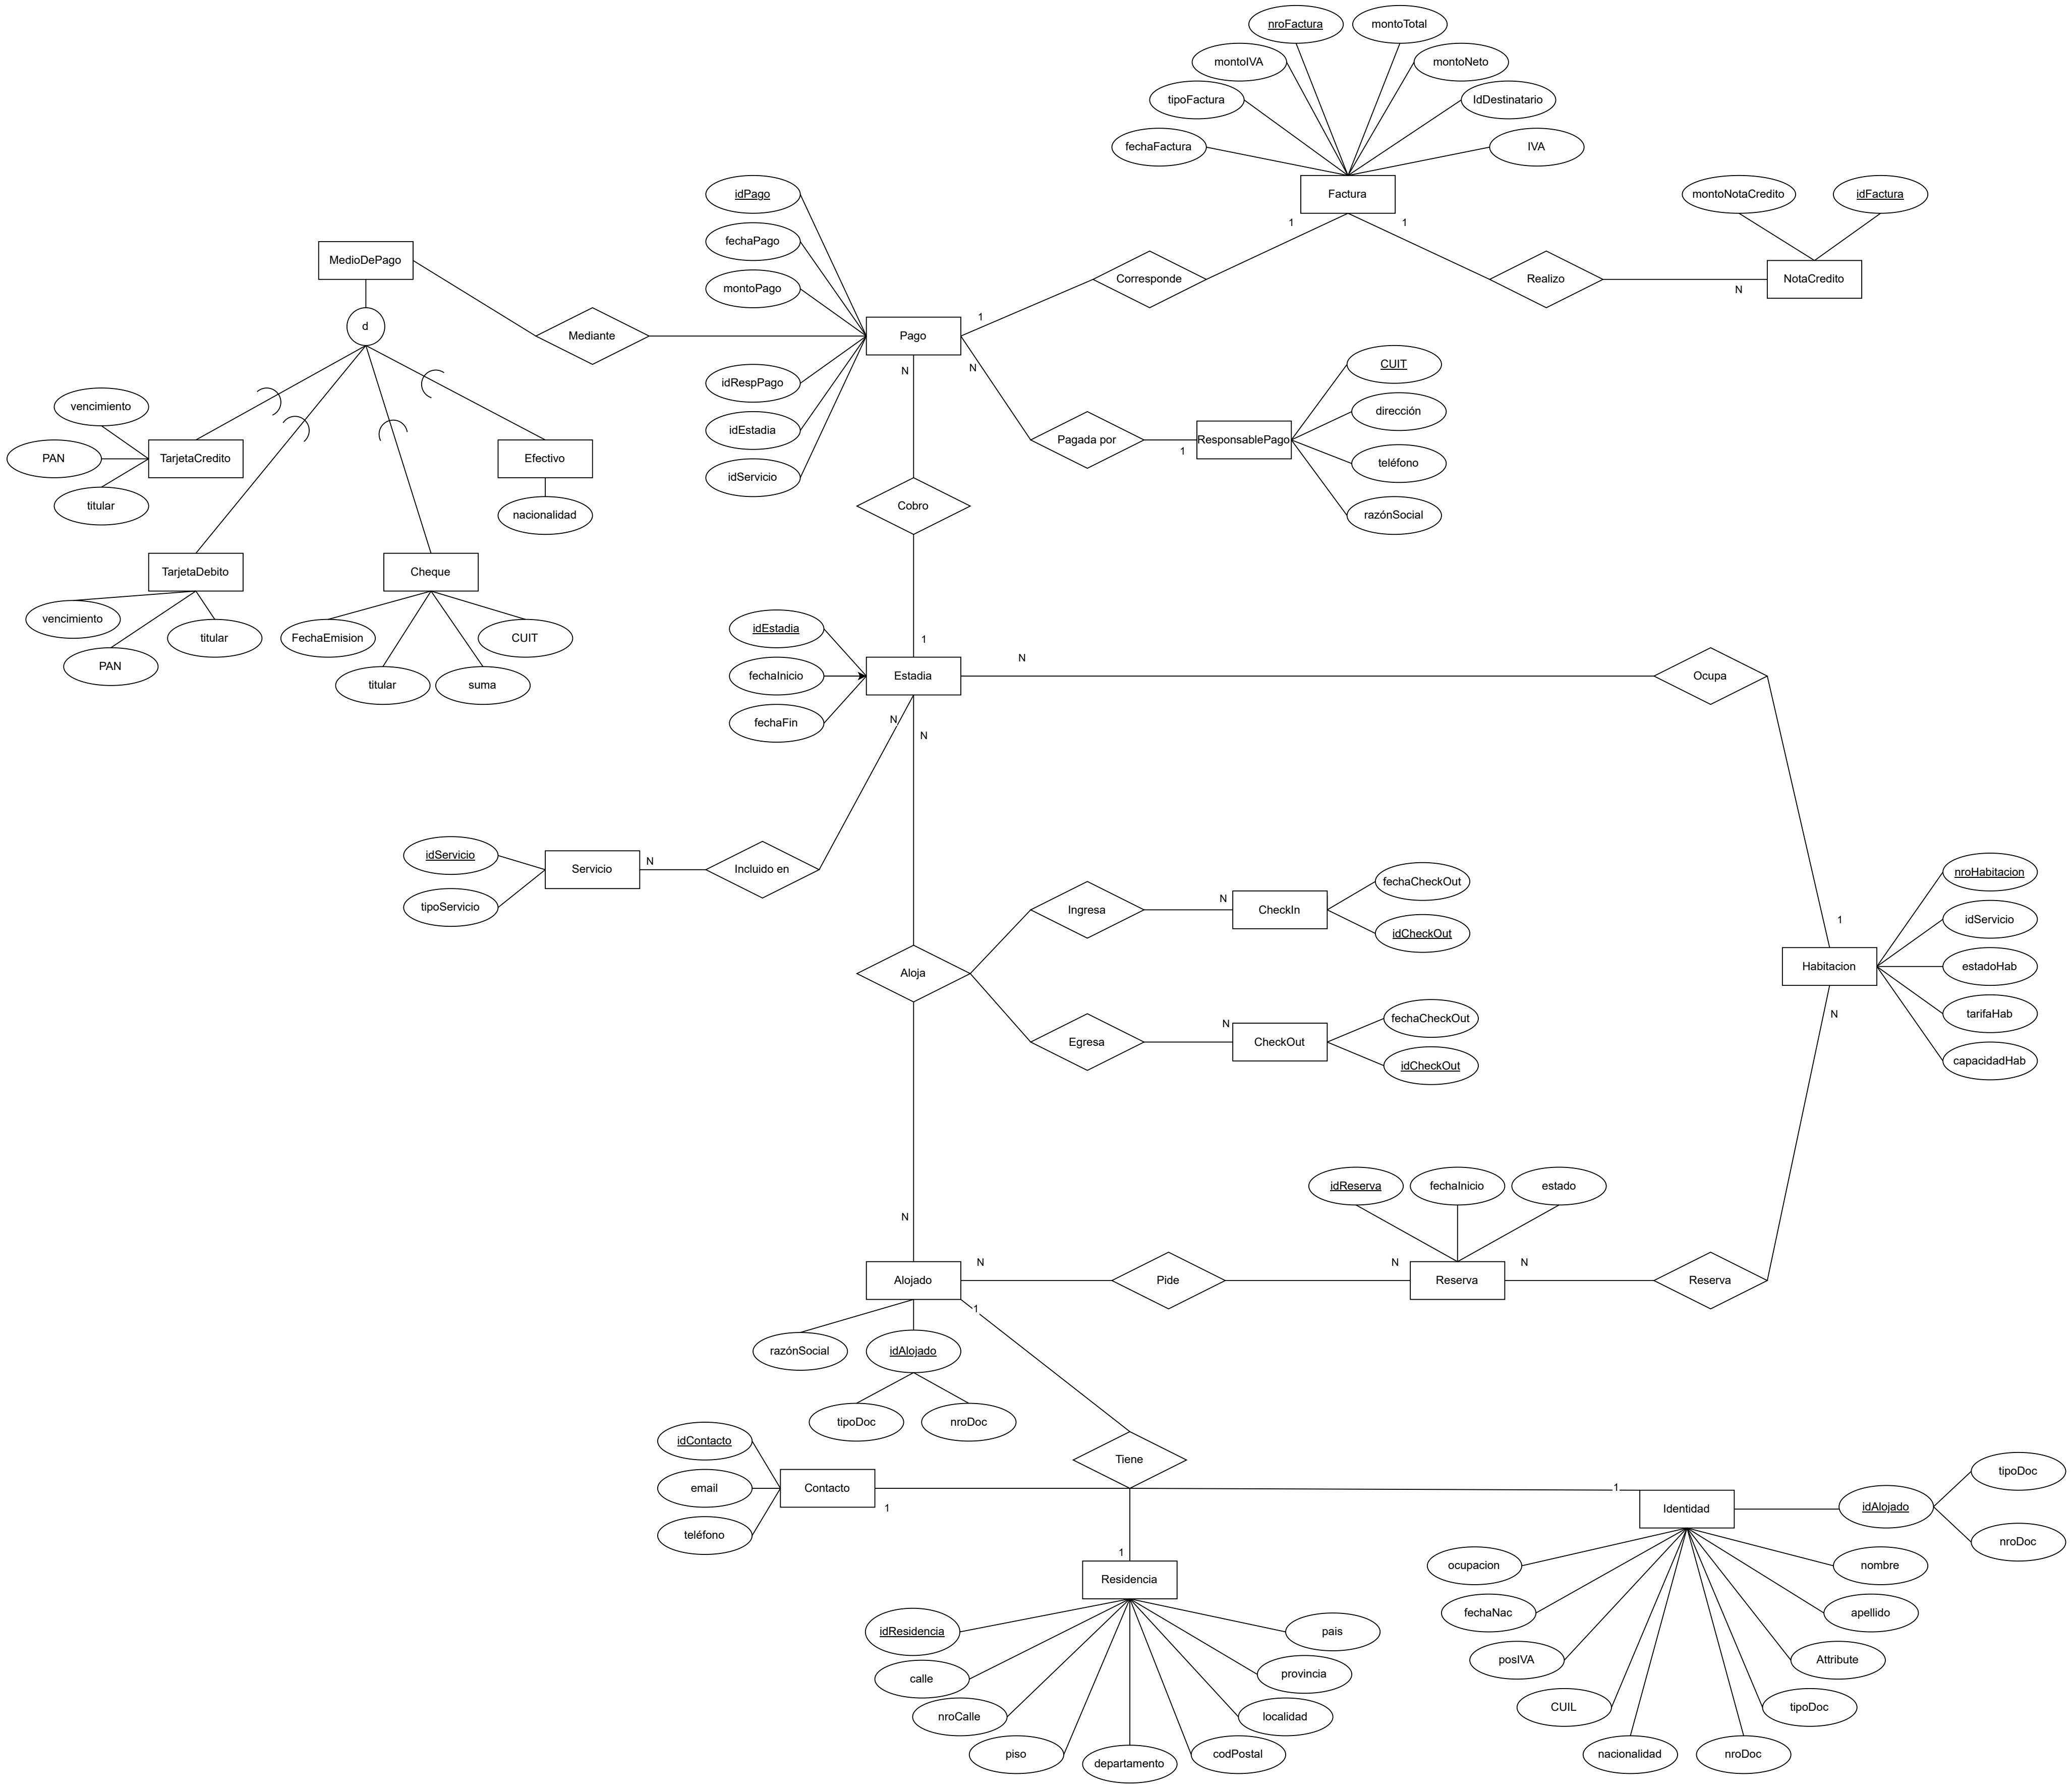 nroFactura
montoTotal
montoIVA
montoNeto
tipoFactura
IdDestinatario
fechaFactura
IVA
Factura
1
1
montoNotaCredito
idFactura
Corresponde
Realizo
NotaCredito
N
idPago
fechaPago
montoPago
Pago
1
N
N
idRespPago
idEstadia
idServicio
MedioDePago
d
Mediante
vencimiento
PAN
titular
TarjetaCredito
Efectivo
nacionalidad
TarjetaDebito
vencimiento
PAN
titular
Cheque
FechaEmision
titular
suma
CUIT
Pagada por
1
ResponsablePago
CUIT
dirección
teléfono
razónSocial
Cobro
1
idEstadia
fechaInicio
fechaFin
Estadia
N
N
N
Ocupa
1
idServicio
tipoServicio
Servicio
N
Incluido en
Aloja
Ingresa
N
CheckIn
fechaCheckOut
idCheckOut
Egresa
N
CheckOut
fechaCheckOut
idCheckOut
Habitacion
nroHabitacion
idServicio
estadoHab
tarifaHab
capacidadHab
N
idReserva
fechaInicio
estado
N
Alojado
N
Pide
N
Reserva
N
Reserva
1
razónSocial
idAlojado
tipoDoc
nroDoc
Tiene
idContacto
email
teléfono
Contacto
1
1
Identidad
idAlojado
tipoDoc
nroDoc
1
Residencia
idResidencia
calle
nroCalle
piso
departamento
codPostal
localidad
provincia
pais
ocupacion
fechaNac
posIVA
CUIL
nacionalidad
nroDoc
tipoDoc
Attribute
apellido
nombre